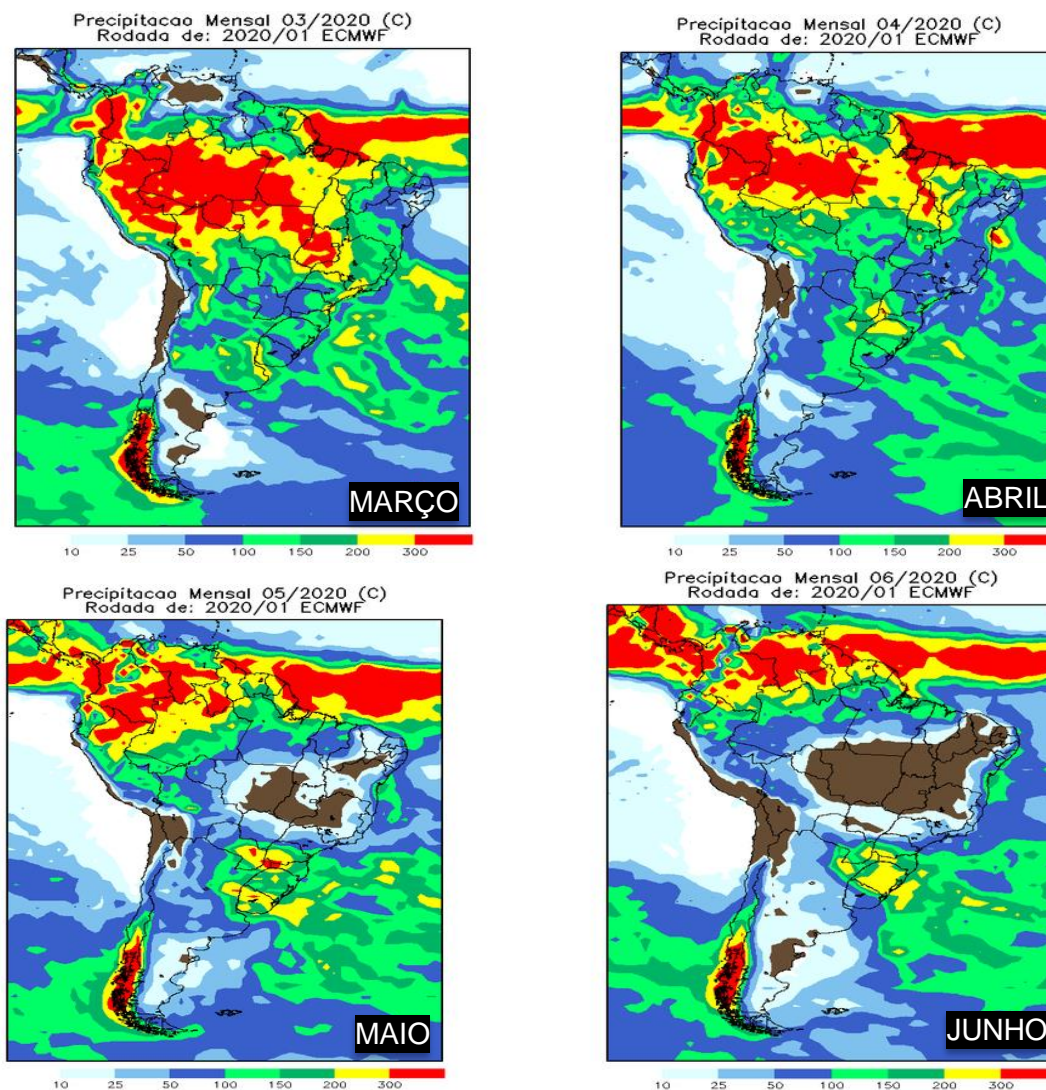 Precipitacao Mensal 03/2020 (C)
Rodada de: 2020/01 ECMWF
MARÇO
10 25 50 100 150 200 300
Precipitacao Mensal 04/2020 (C)
Rodada de: 2020/01 ECMWF
ABRIL
10 25 50 100 150 200 300
Precipitacao Mensal 05/2020 (C)
Rodada de: 2020/01 ECMWF
MAIO
10 25 50 100 150 200 300
Precipitacao Mensal 06/2020 (C)
Rodada de: 2020/01 ECMWF
JUNHO
10 25 50 100 150 200 300